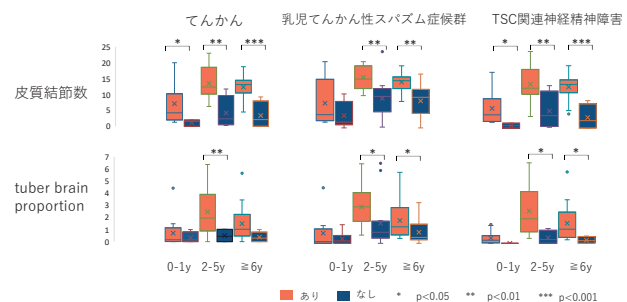 てんかん 乳児てんかん性スパズム症候群 TSC関連神経精神障害
25
20
15
10
5
0
皮質結節数
* ** *** ** ** * ** ***
7
6
5
4
3
2
1
0
tuber brain
proportion
** * * * *
0-1y 2-5y ≧6y 0-1y 2-5y ≧6y 0-1y 2-5y ≧6y
あり なし * p<0.05 ** p<0.01 *** p<0.001